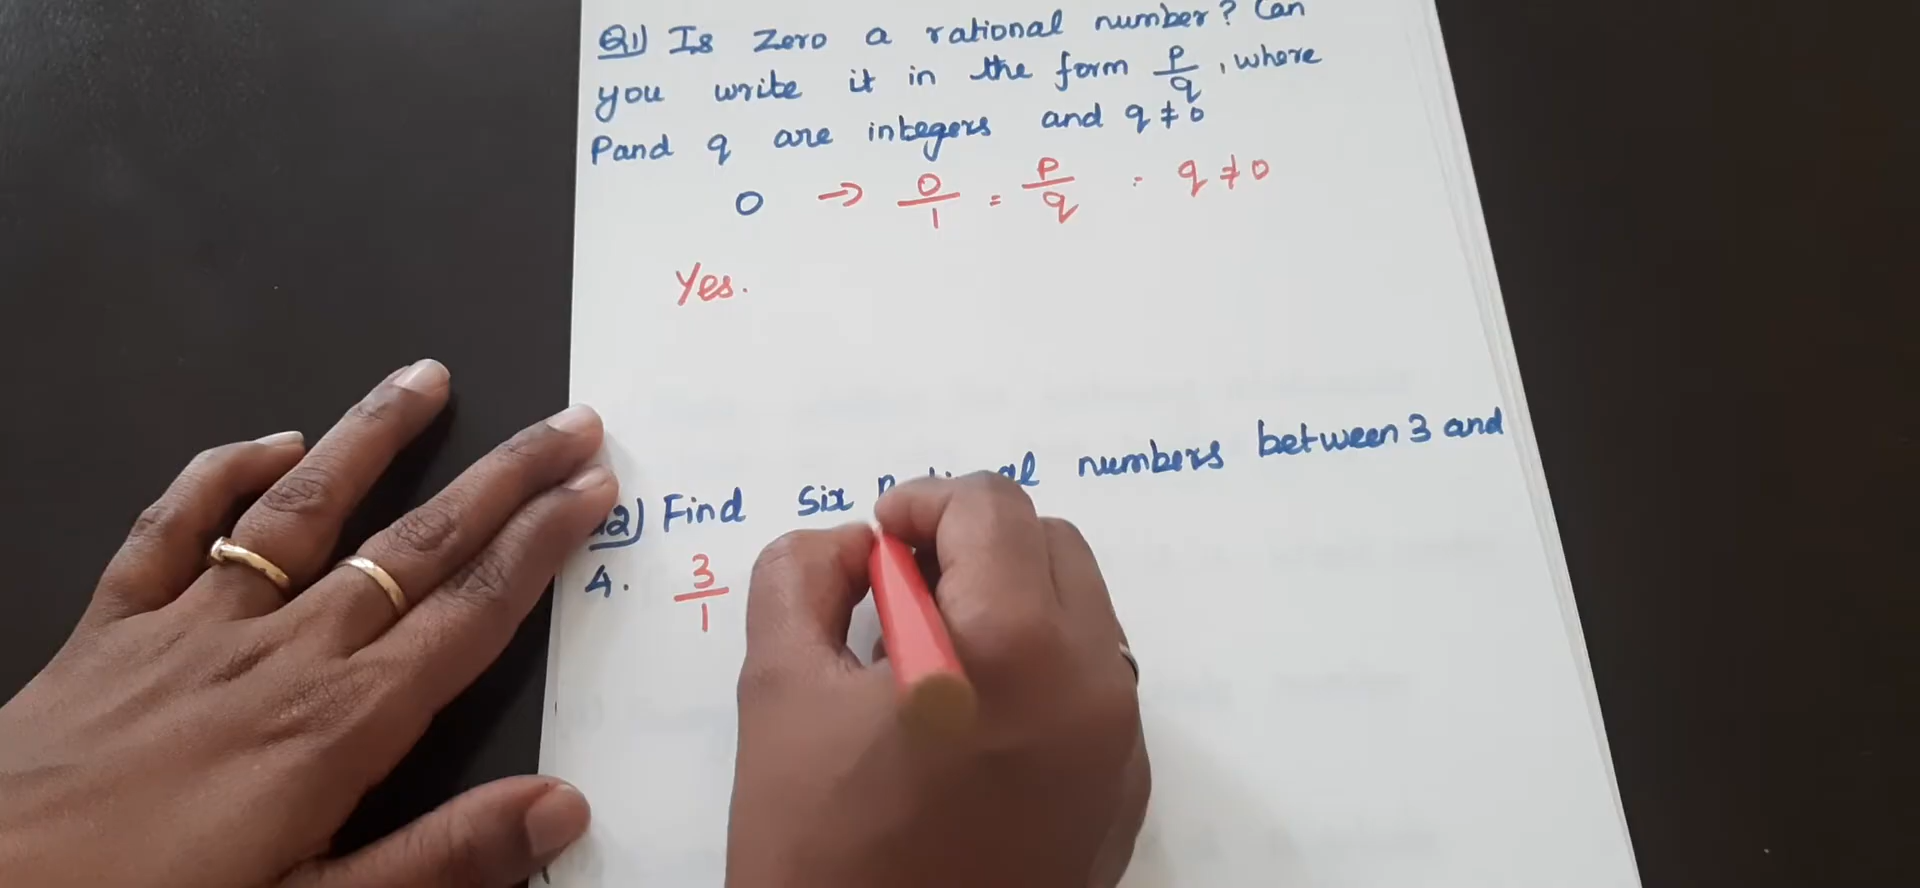 Q1) Is Zero a rational number? Can
you write it in the form p/q, where
P and q are integers and q ≠ 0
0 → 0/1 = P/q . q ≠ 0
Yes.
2) Find Six numbers between 3 and
4. 3/1